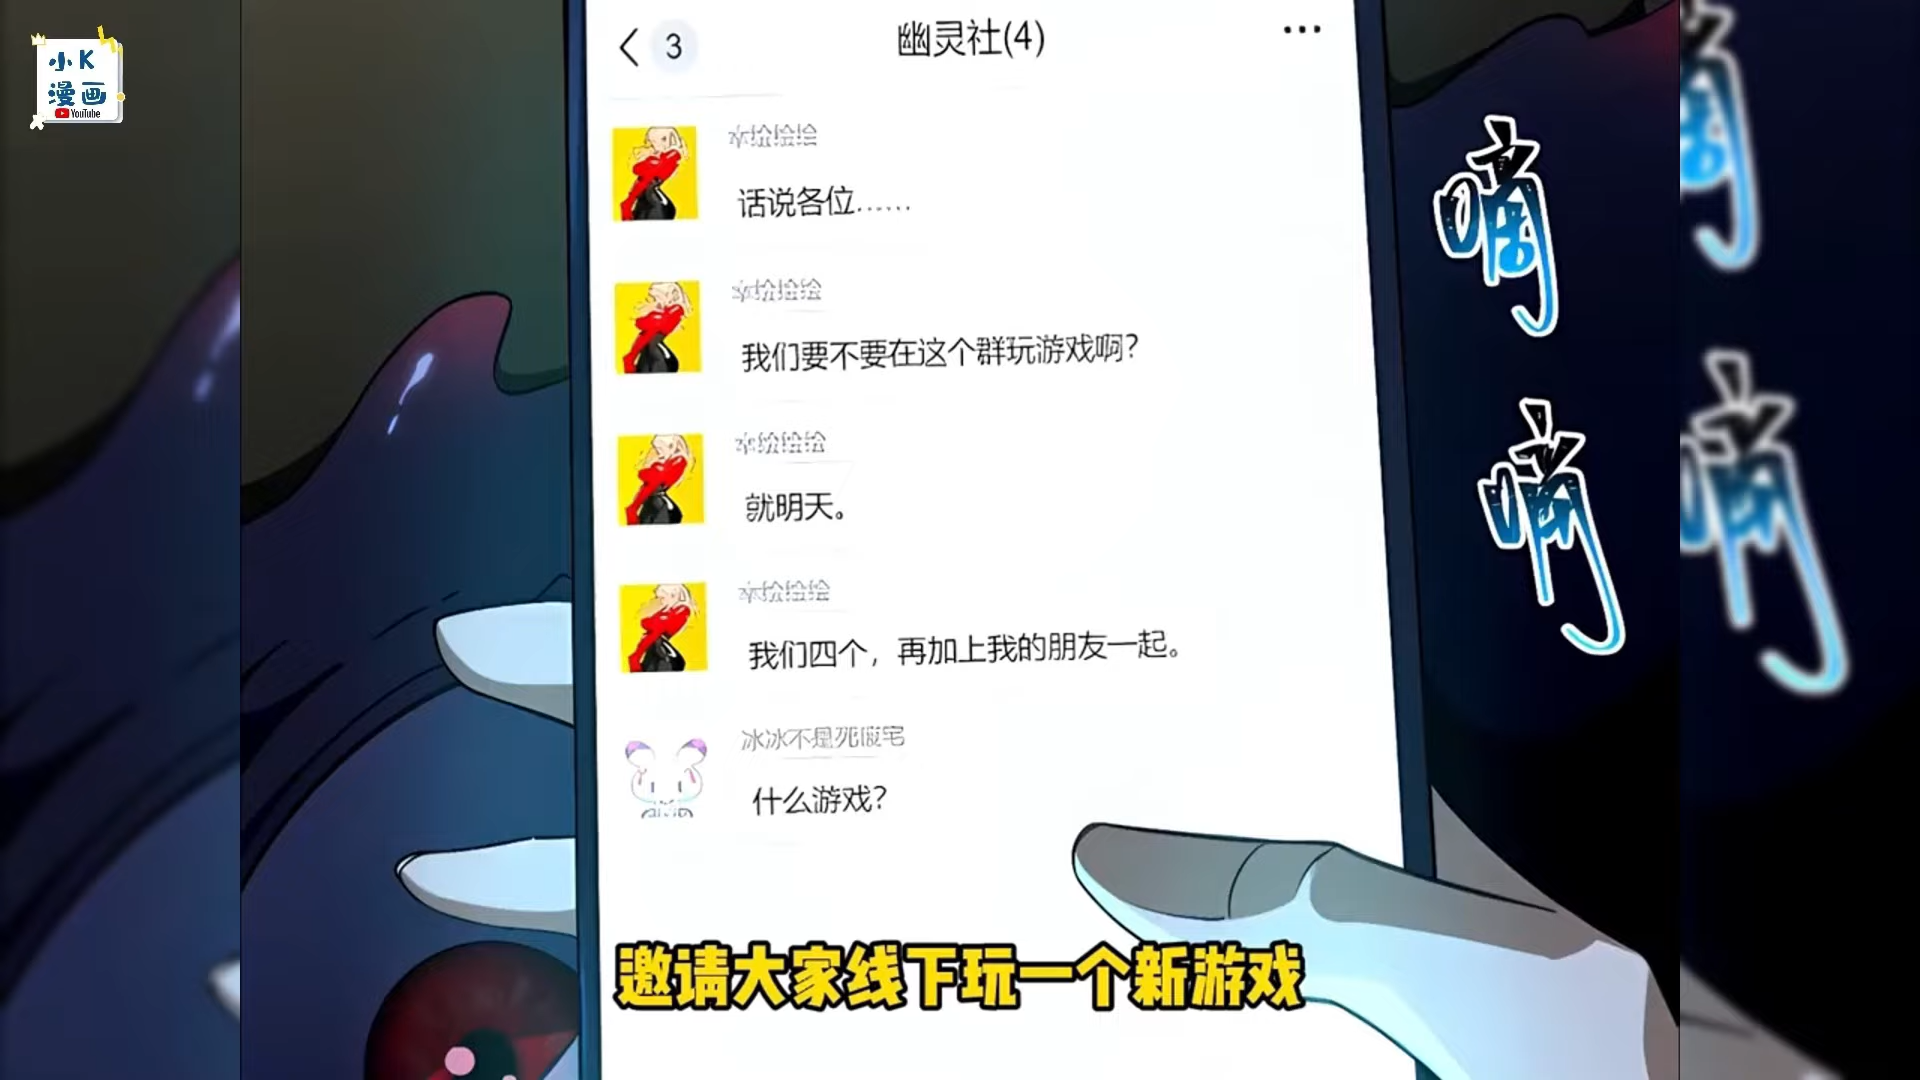 小K
漫画
YouTube
3
幽灵社(4)
话说各位……
我们要不要在这个群玩游戏啊？
就明天。
我们四个，再加上我的朋友一起。
冰冰不是死肥宅
什么游戏？
嘀
嘀
邀请大家线下玩一个新游戏